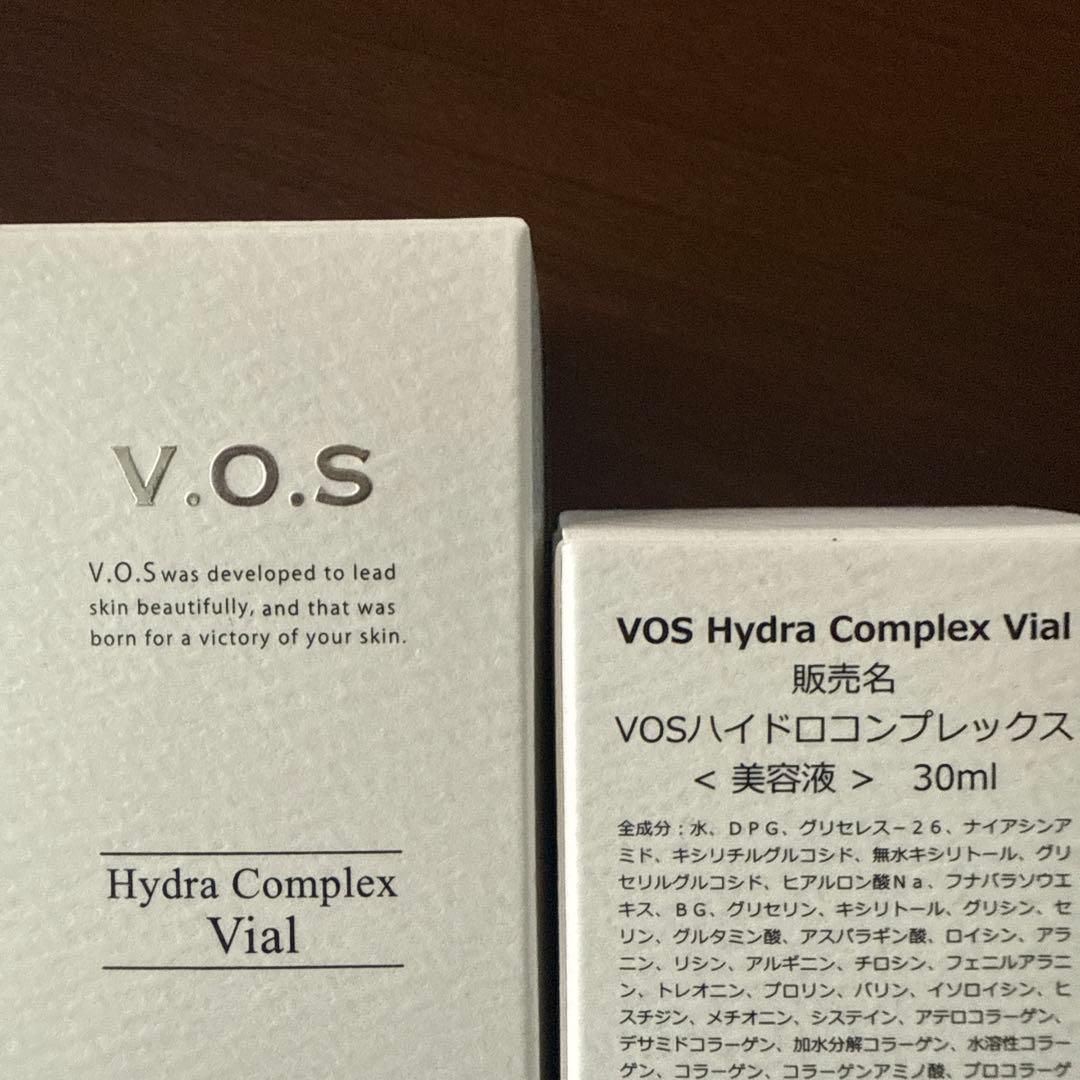 V.O.S
V.O.S was developed to lead
skin beautifully, and that was
born for a victory of your skin.
Hydra Complex
Vial
VOS Hydra Complex Vial
販売名
VOSハイドロコンプレックス
< 美容液 > 30ml
全成分：水、ＤＰＧ、グリセレス－２６、ナイアシンア
ミド、キシリチルグルコシド、無水キシリトール、グリ
セリルグルコシド、ヒアルロン酸Ｎａ、フナバラソウエ
キス、ＢＧ、グリセリン、キシリトール、グリシン、セ
リン、グルタミン酸、アスパラギン酸、ロイシン、アラ
ニン、リシン、アルギニン、チロシン、フェニルアラニ
ン、トレオニン、プロリン、バリン、イソロイシン、ヒ
スチジン、メチオニン、システイン、アテロコラーゲン、
デサミドコラーゲン、加水分解コラーゲン、水溶性コラー
ゲン、コラーゲン、コラーゲンアミノ酸、プロコラーゲ